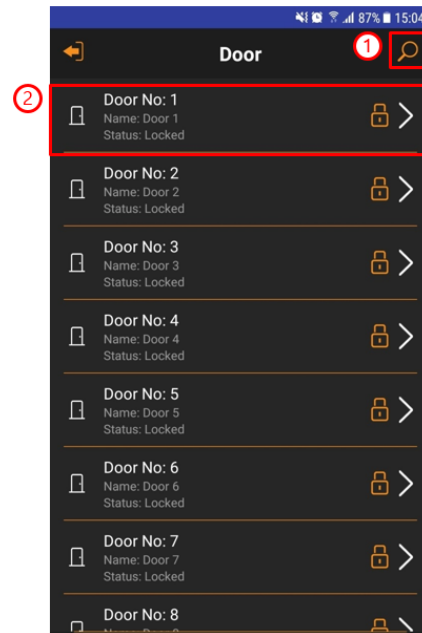 87% 15:04
Door
1
2
Door No: 1
Name: Door 1
Status: Locked
Door No: 2
Name: Door 2
Status: Locked
Door No: 3
Name: Door 3
Status: Locked
Door No: 4
Name: Door 4
Status: Locked
Door No: 5
Name: Door 5
Status: Locked
Door No: 6
Name: Door 6
Status: Locked
Door No: 7
Name: Door 7
Status: Locked
Door No: 8